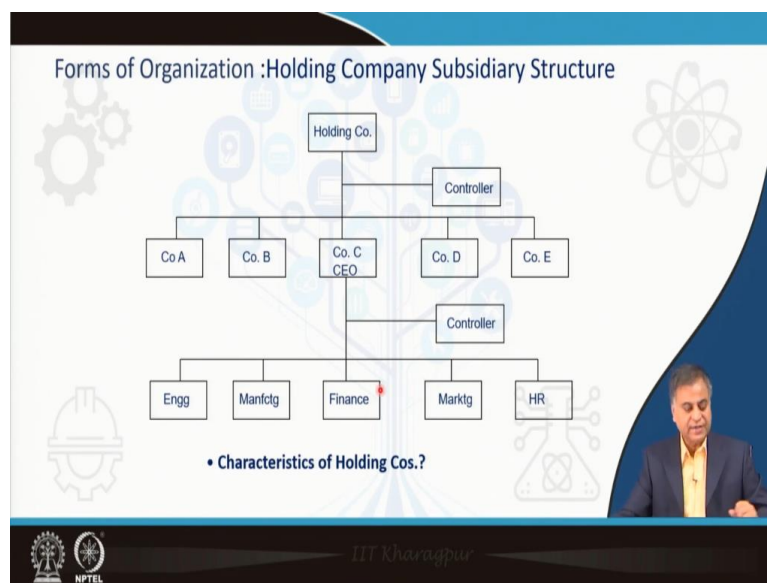 Forms of Organization :Holding Company Subsidiary Structure
Holding Co.
Controller
Co A
Co. B
Co. C
CEO
Co. D
Co. E
Controller
Engg
Manfctg
Finance
Marktg
HR
• Characteristics of Holding Cos.?
IIT Kharagpur
NPTEL